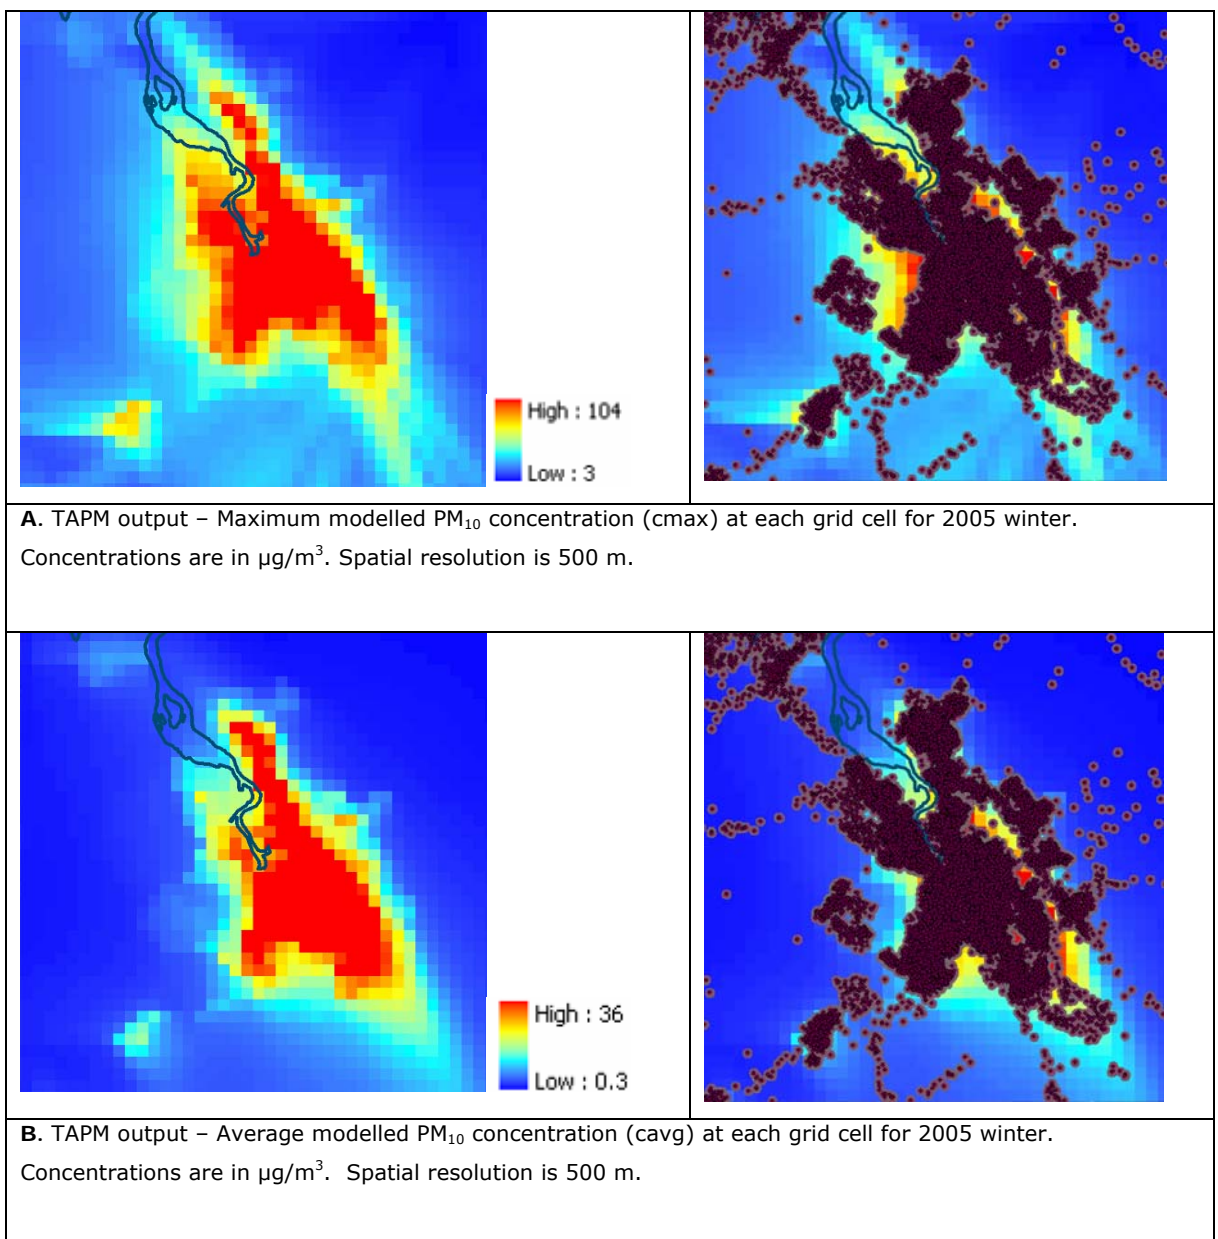 High : 104
Low : 3
A. TAPM output – Maximum modelled PM10 concentration (cmax) at each grid cell for 2005 winter.
Concentrations are in µg/m3. Spatial resolution is 500 m.
High : 36
Low : 0.3
B. TAPM output – Average modelled PM10 concentration (cavg) at each grid cell for 2005 winter.
Concentrations are in µg/m3. Spatial resolution is 500 m.